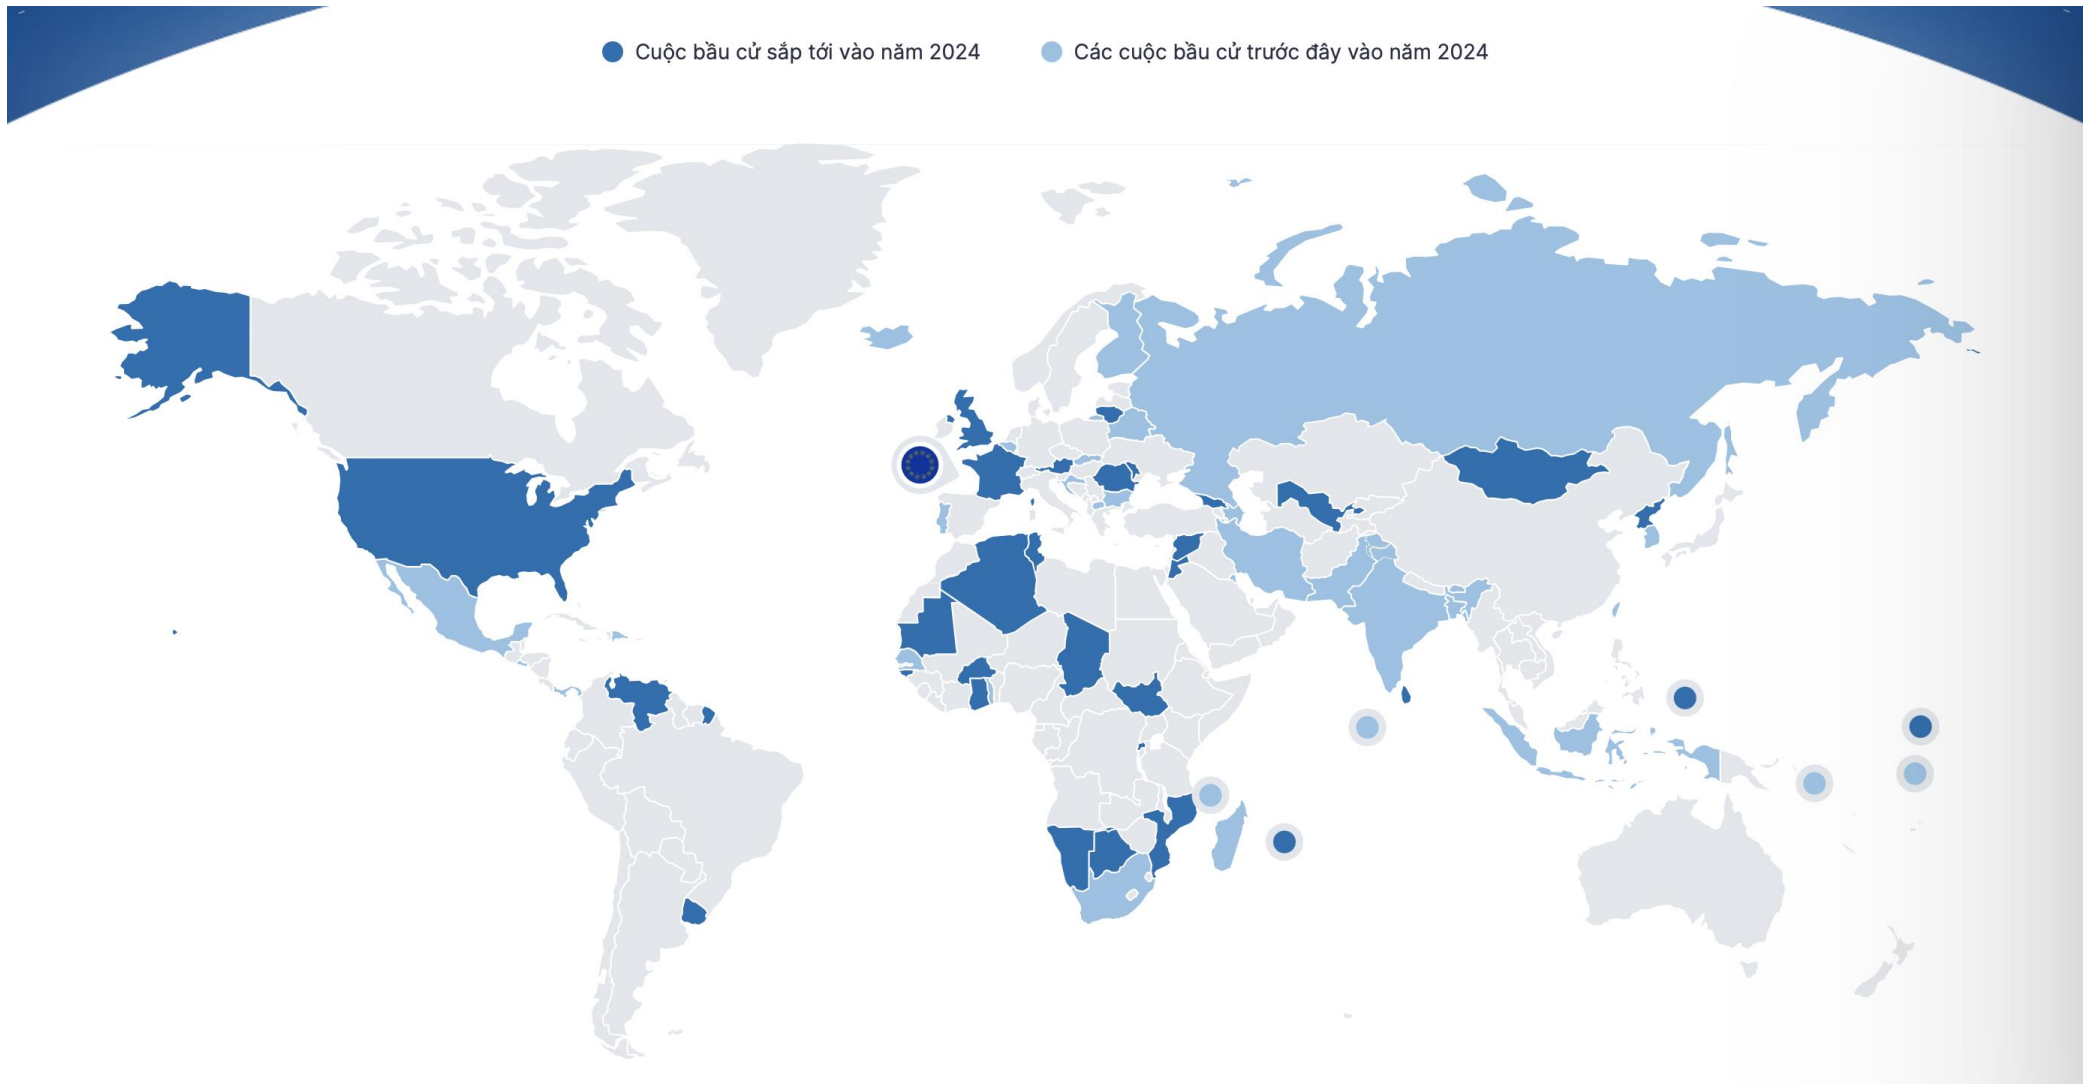 Cuộc bầu cử sắp tới vào năm 2024
Các cuộc bầu cử trước đây vào năm 2024